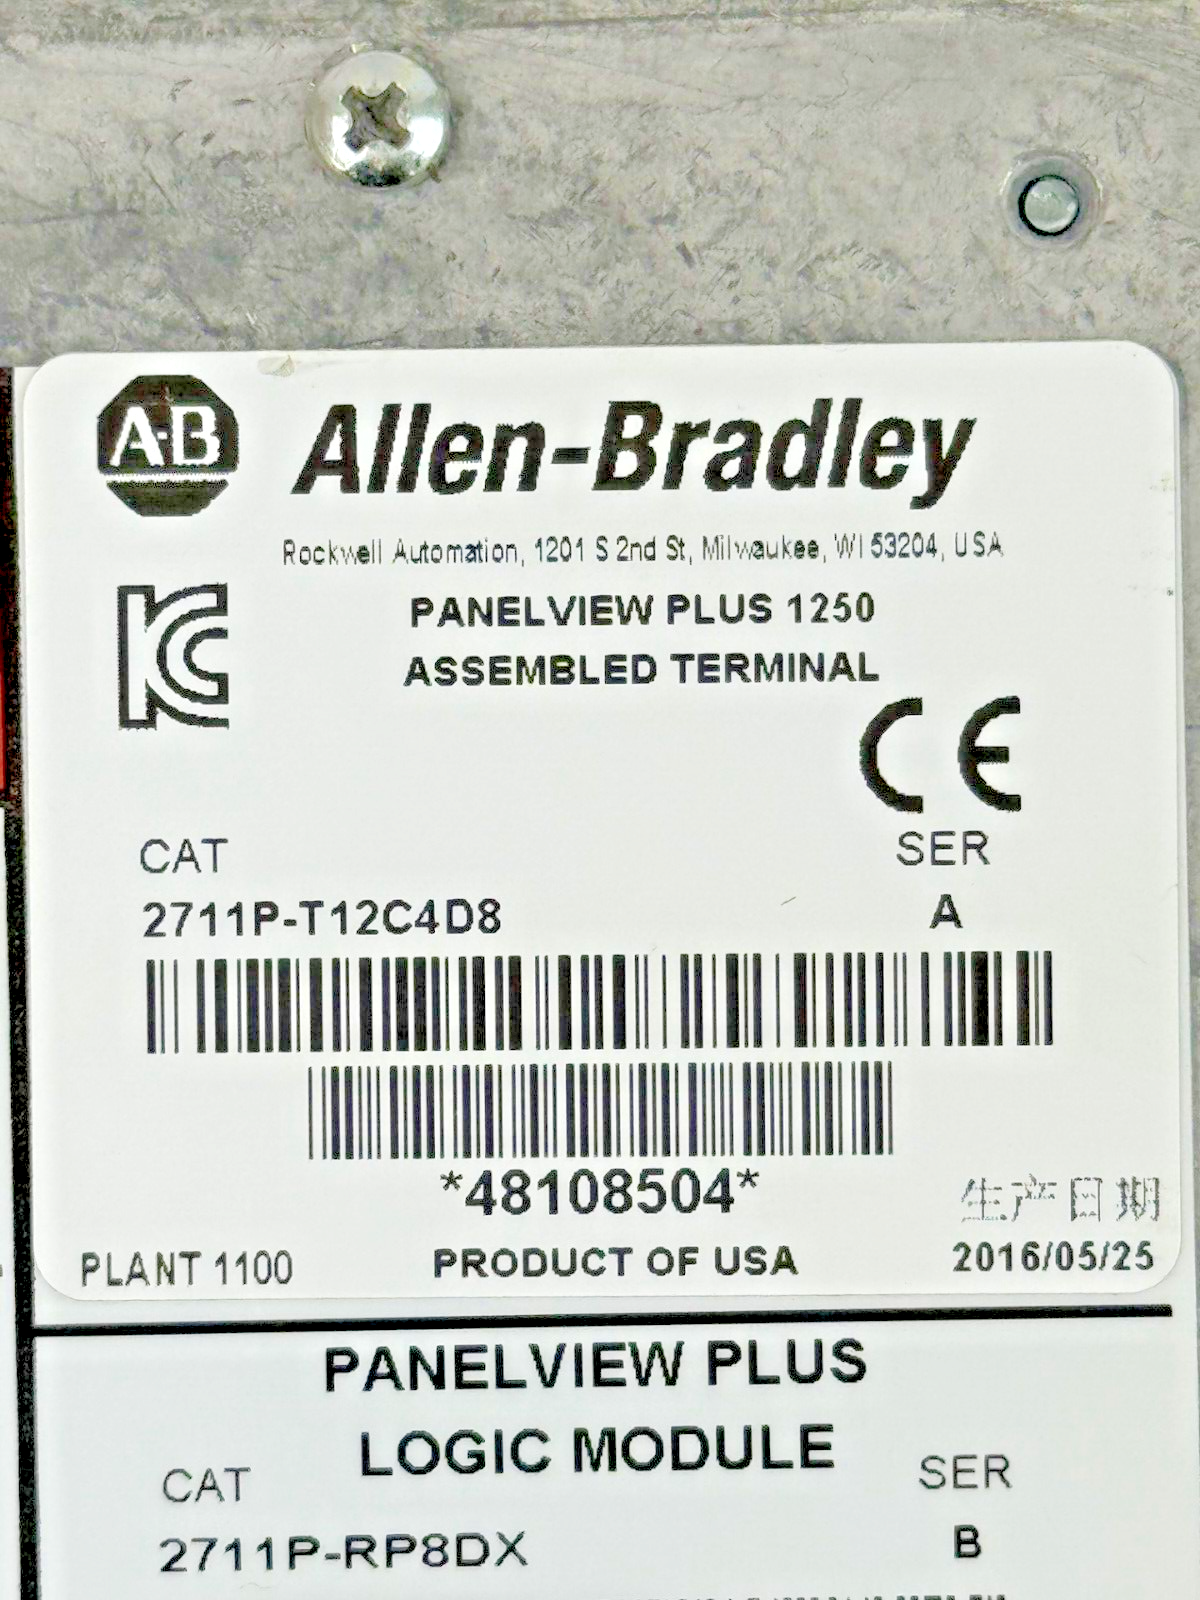 A-B Allen-Bradley
Rockwell Automation, 1201 S 2nd St, Milwaukee, WI 53204, USA
PANELVIEW PLUS 1250
ASSEMBLED TERMINAL
CE
CAT SER
2711P-T12C4D8 A
*48108504*
生产日期
PLANT 1100 PRODUCT OF USA 2016/05/25
PANELVIEW PLUS
LOGIC MODULE
CAT SER
2711P-RP8DX B